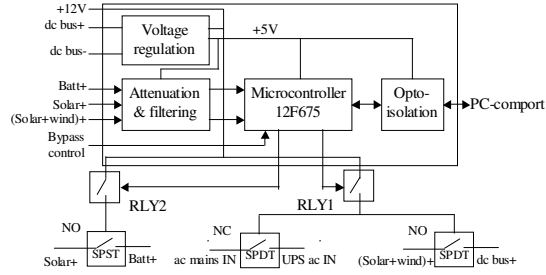 +12V
dc bus+
dc bus-
Voltage
regulation
+5V
Batt+
Solar+
(Solar+wind)+
Bypass
control
Attenuation
& filtering
Microcontroller
12F675
Opto-
isolation
PC-comport
RLY2
RLY1
NO
Solar+
SPST
Batt+
NC
ac mains IN
SPDT
UPS ac IN
NO
(Solar+wind)+
SPDT
dc bus+